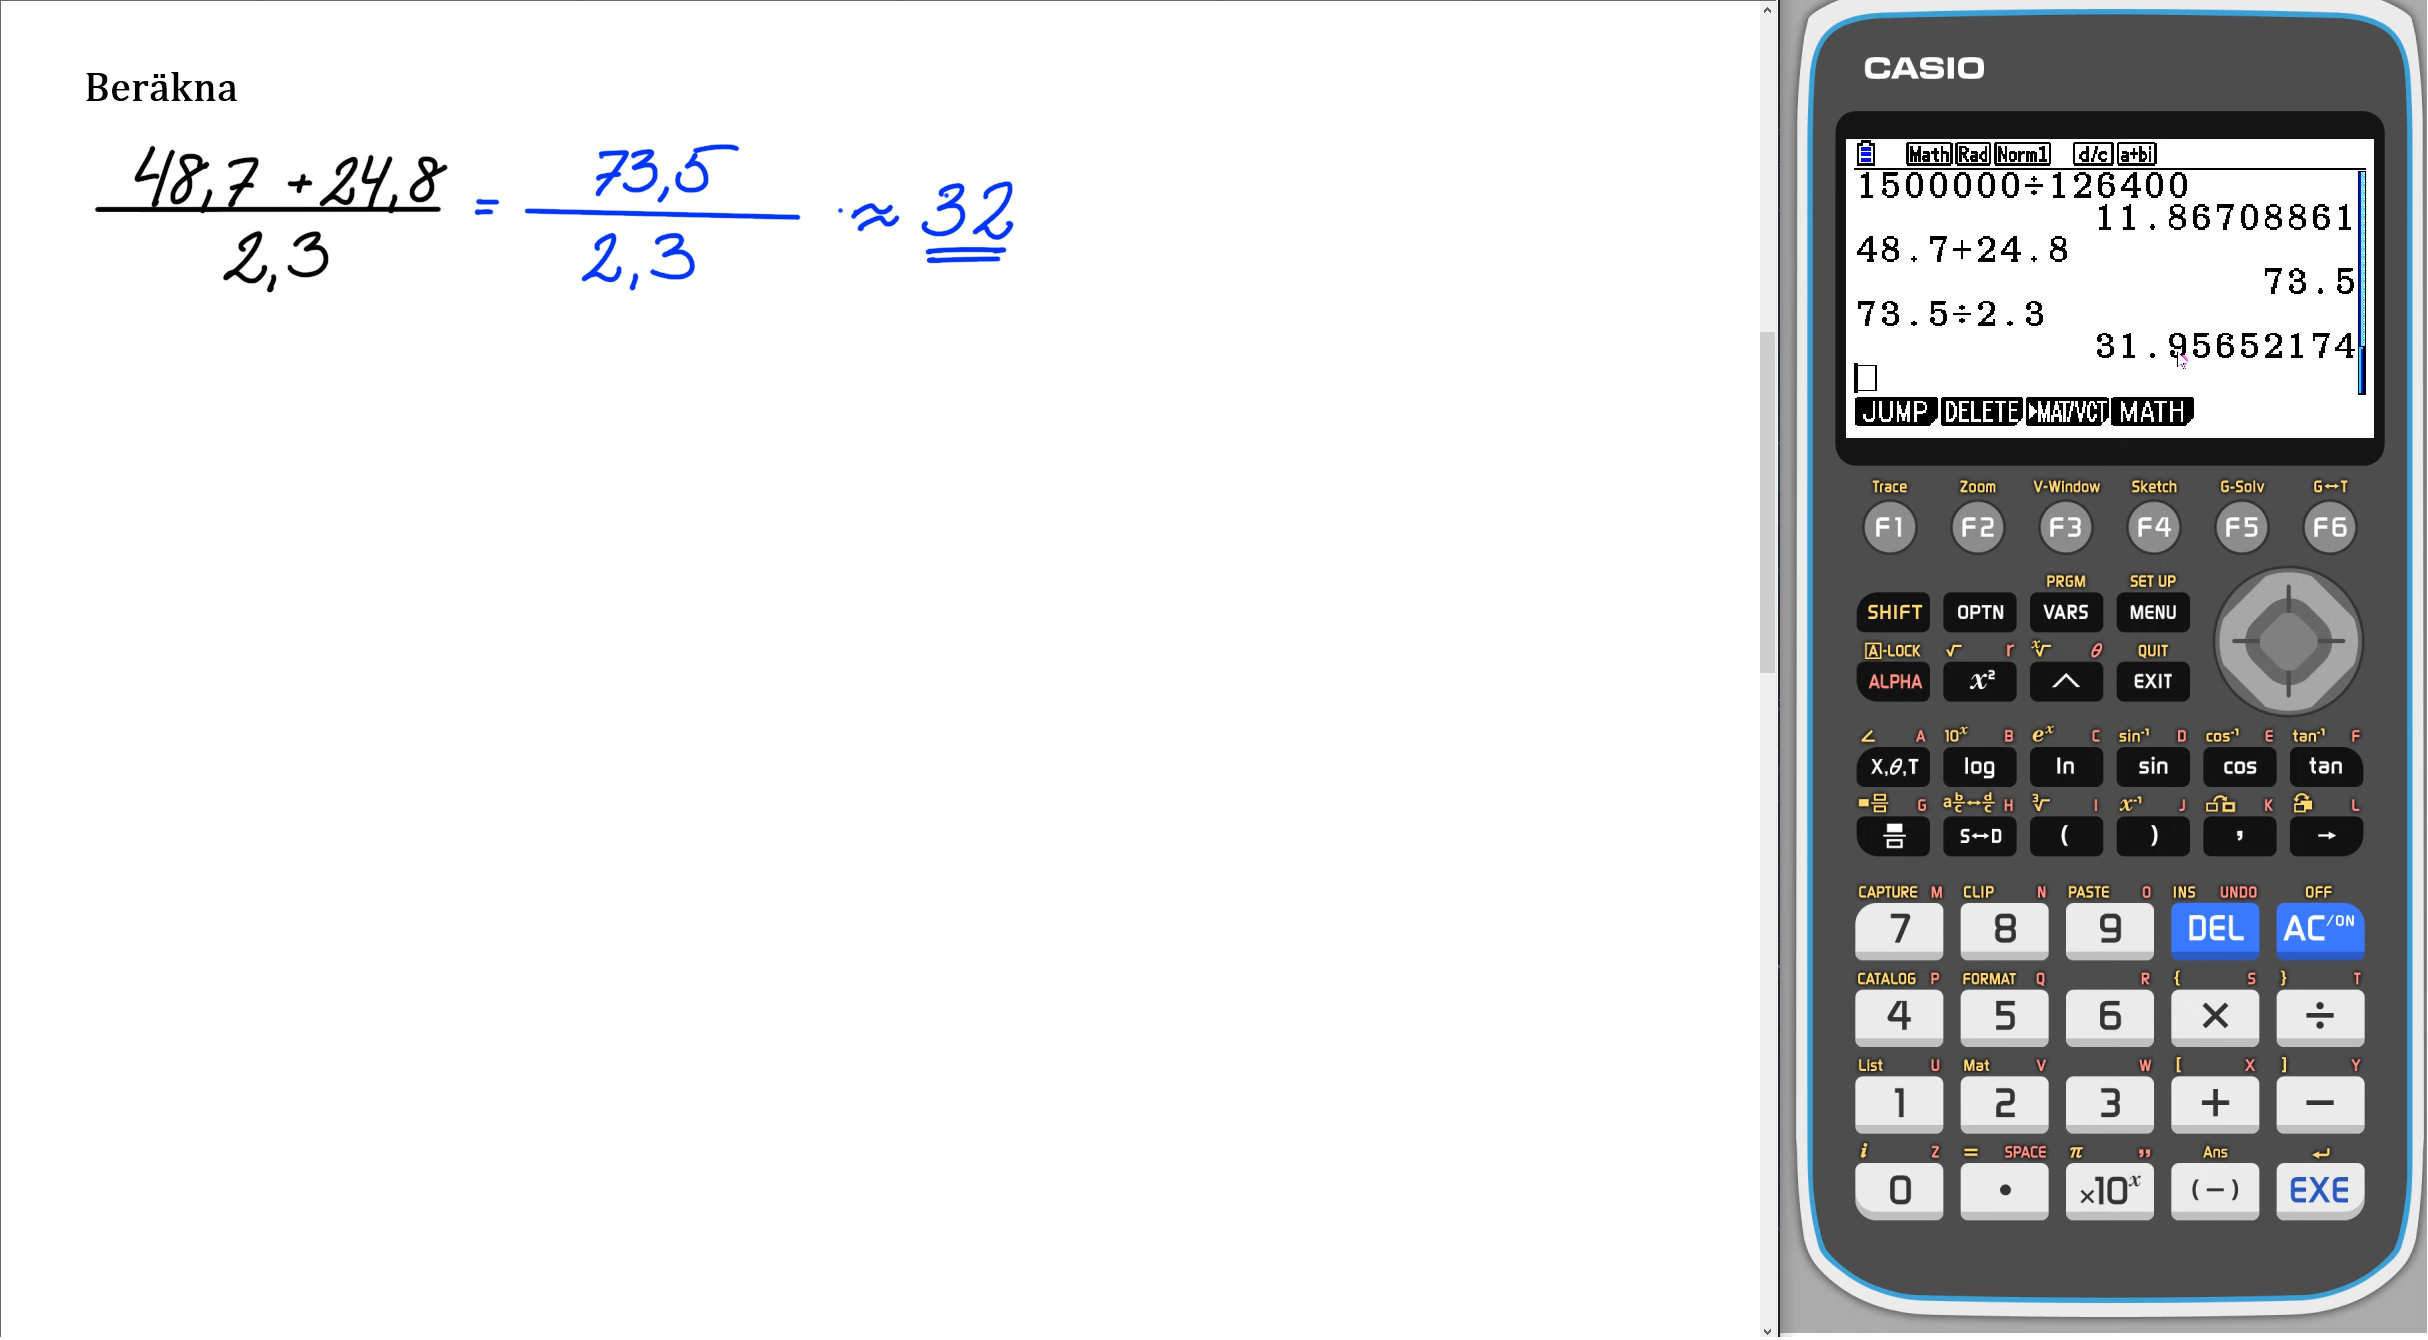 Beräkna
48,7 + 24,8 / 2,3 = 73,5 / 2,3 ≈ 32
CASIO
Math Rad Norm1 d/c a+bi
1500000÷126400
11.86708861
48.7+24.8
73.5
73.5÷2.3
31.95652174
JUMP DELETE ▶MAT/VCT MATH
Trace Zoom V-Window Sketch G-Solv G↔T
F1 F2 F3 F4 F5 F6
PRGM SET UP
SHIFT OPTN VARS MENU
A-LOCK √ r ˣ√ θ QUIT
ALPHA x² ^ EXIT
∠ A 10ˣ B eˣ C sin⁻¹ D cos⁻¹ E tan⁻¹ F
X,θ,T log ln sin cos tan
G a b/c↔d/c H ³√ I x⁻¹ J K L
S↔D ( ) , →
CAPTURE M CLIP N PASTE O INS UNDO OFF
7 8 9 DEL AC/ON
CATALOG P FORMAT Q R { S } T
4 5 6 × ÷
List U Mat V W [ X ] Y
1 2 3 + −
i Z = SPACE π " Ans ↵
0 • ×10ˣ (−) EXE